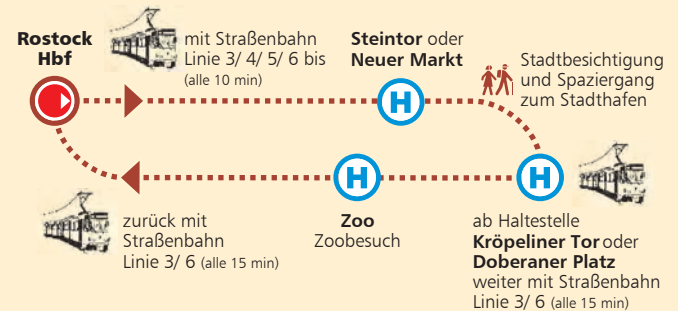 Rostock
Hbf
mit Straßenbahn
Linie 3/ 4/ 5/ 6 bis
(alle 10 min)
Steintor oder
Neuer Markt
Stadtbesichtigung
und Spaziergang
zum Stadthafen
H
H
H
zurück mit
Straßenbahn
Linie 3/ 6 (alle 15 min)
Zoo
Zoobesuch
ab Haltestelle
Kröpeliner Tor oder
Doberaner Platz
weiter mit Straßenbahn
Linie 3/ 6 (alle 15 min)